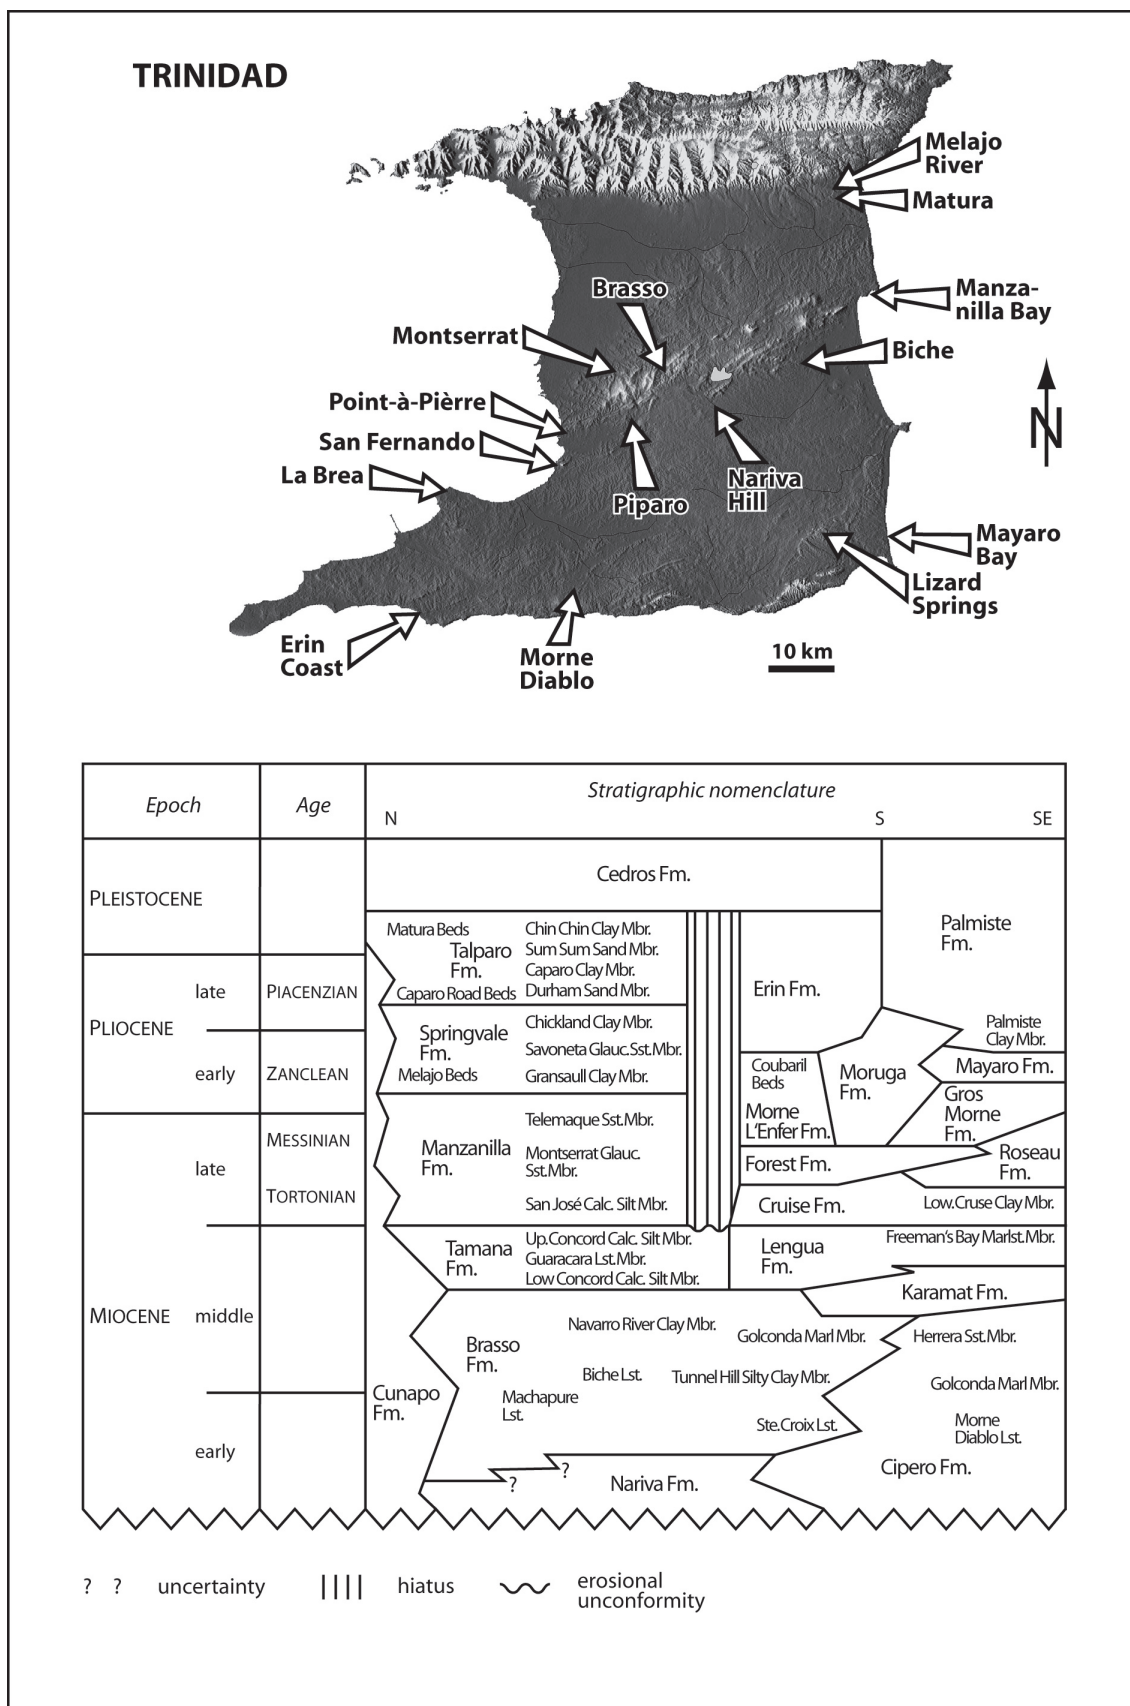 TRINIDAD
Melajo
River
Matura
Brasso
Manza-
nilla Bay
Montserrat
Biche
Point-à-Pièrre
San Fernando
La Brea
N
Nariva
Hill
Piparo
Mayaro
Bay
Lizard
Springs
Erin
Coast
Morne
Diablo
10 km
Epoch
Age
Stratigraphic nomenclature
N
S
SE
PLEISTOCENE
PLIOCENE
late
early
MIOCENE
late
middle
early
PIACENZIAN
ZANCLEAN
MESSINIAN
TORTONIAN
Cedros Fm.
Matura Beds
Talparo
Fm.
Caparo Road Beds
Chin Chin Clay Mbr.
Sum Sum Sand Mbr.
Caparo Clay Mbr.
Durham Sand Mbr.
Springvale
Fm.
Melajo Beds
Chickland Clay Mbr.
Savoneta Glauc.Sst.Mbr.
Gransaull Clay Mbr.
Manzanilla
Fm.
Telemaque Sst.Mbr.
Montserrat Glauc.
Sst.Mbr.
San José Calc. Silt Mbr.
Tamana
Fm.
Up.Concord Calc. Silt Mbr.
Guaracara Lst.Mbr.
Low Concord Calc. Silt Mbr.
Erin Fm.
Palmiste
Fm.
Palmiste
Clay Mbr.
Coubaril
Beds
Morne
L'Enfer Fm.
Moruga
Fm.
Mayaro Fm.
Gros
Morne
Fm.
Forest Fm.
Roseau
Fm.
Cruise Fm.
Low.Cruse Clay Mbr.
Lengua
Fm.
Freeman's Bay Marlst.Mbr.
Karamat Fm.
Cunapo
Fm.
Brasso
Fm.
Navarro River Clay Mbr.
Golconda Marl Mbr.
Biche Lst.
Tunnel Hill Silty Clay Mbr.
Machapure
Lst.
Ste.Croix Lst.
Herrera Sst.Mbr.
Golconda Marl Mbr.
Morne
Diablo Lst.
Cipero Fm.
?
?
Nariva Fm.
? ? uncertainty
hiatus
erosional
unconformity